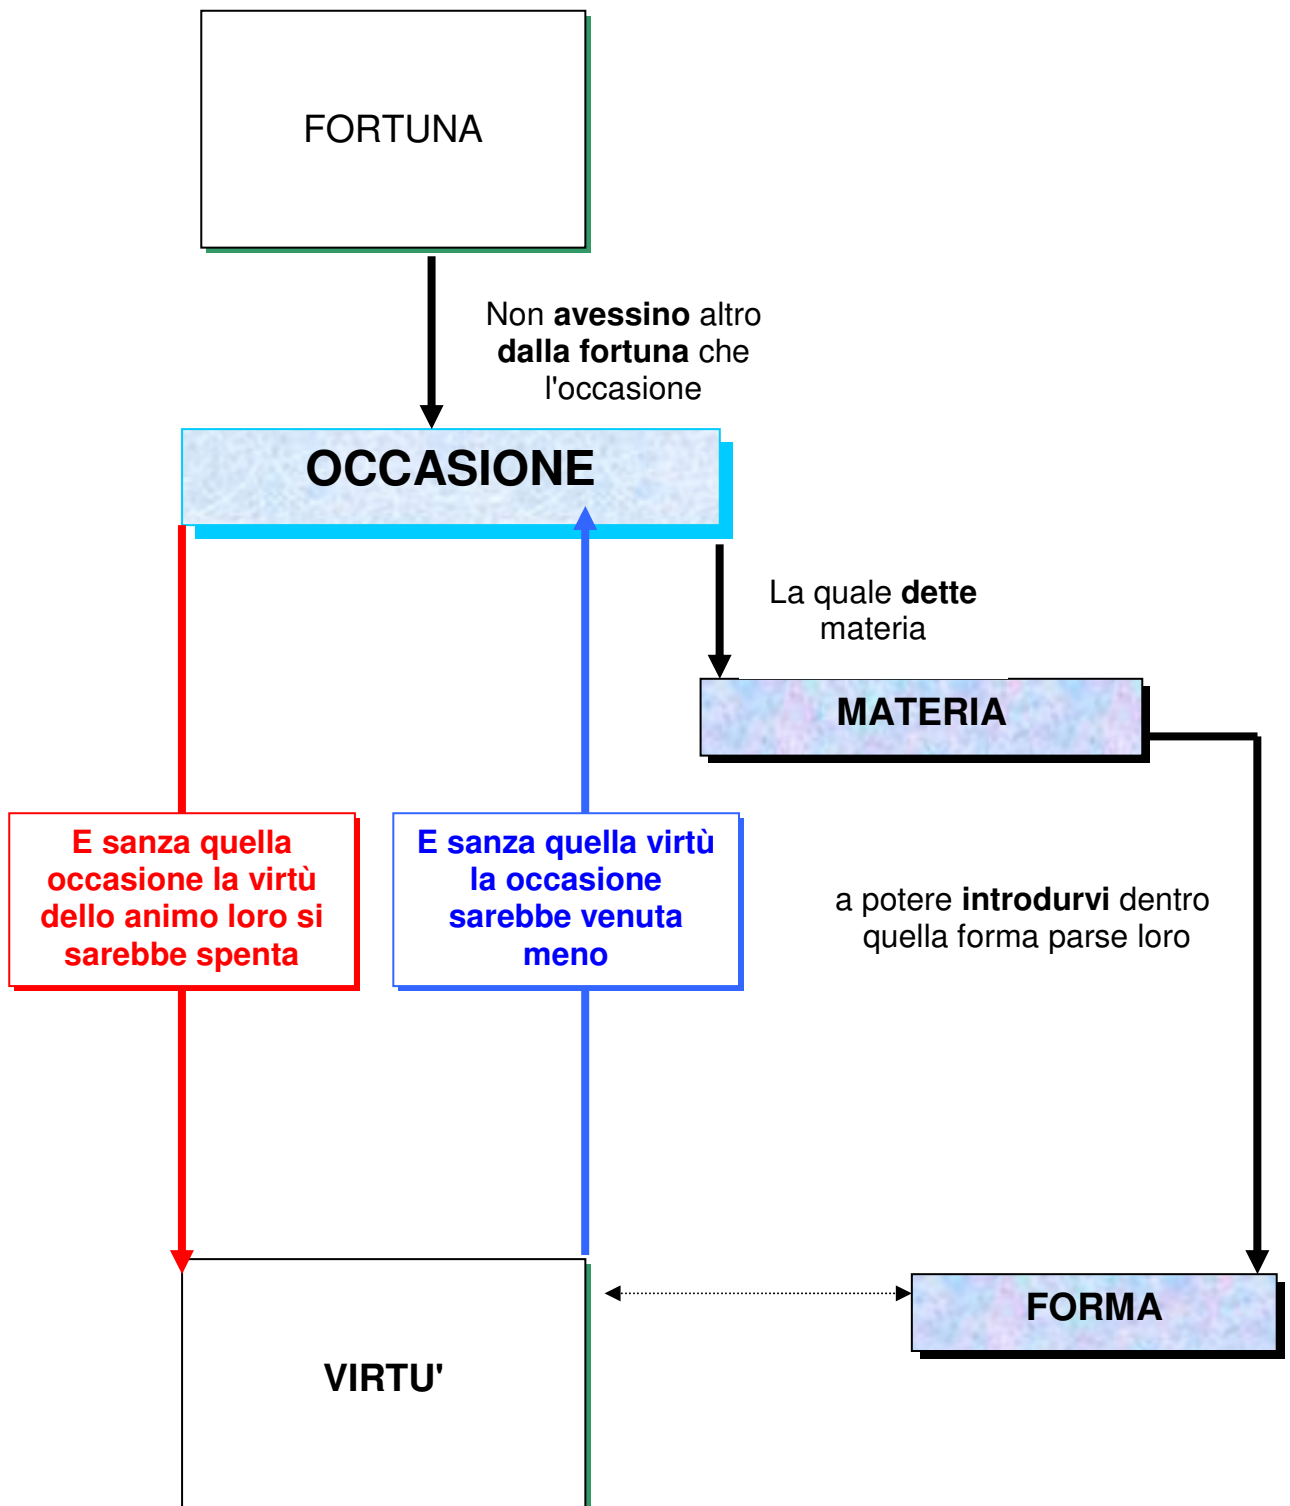 FORTUNA
Non avessino altro
dalla fortuna che
l'occasione
OCCASIONE
La quale dette
materia
MATERIA
E sanza quella
occasione la virtù
dello animo loro si
sarebbe spenta
E sanza quella virtù
la occasione
sarebbe venuta
meno
a potere introdurvi dentro
quella forma parse loro
FORMA
VIRTU'